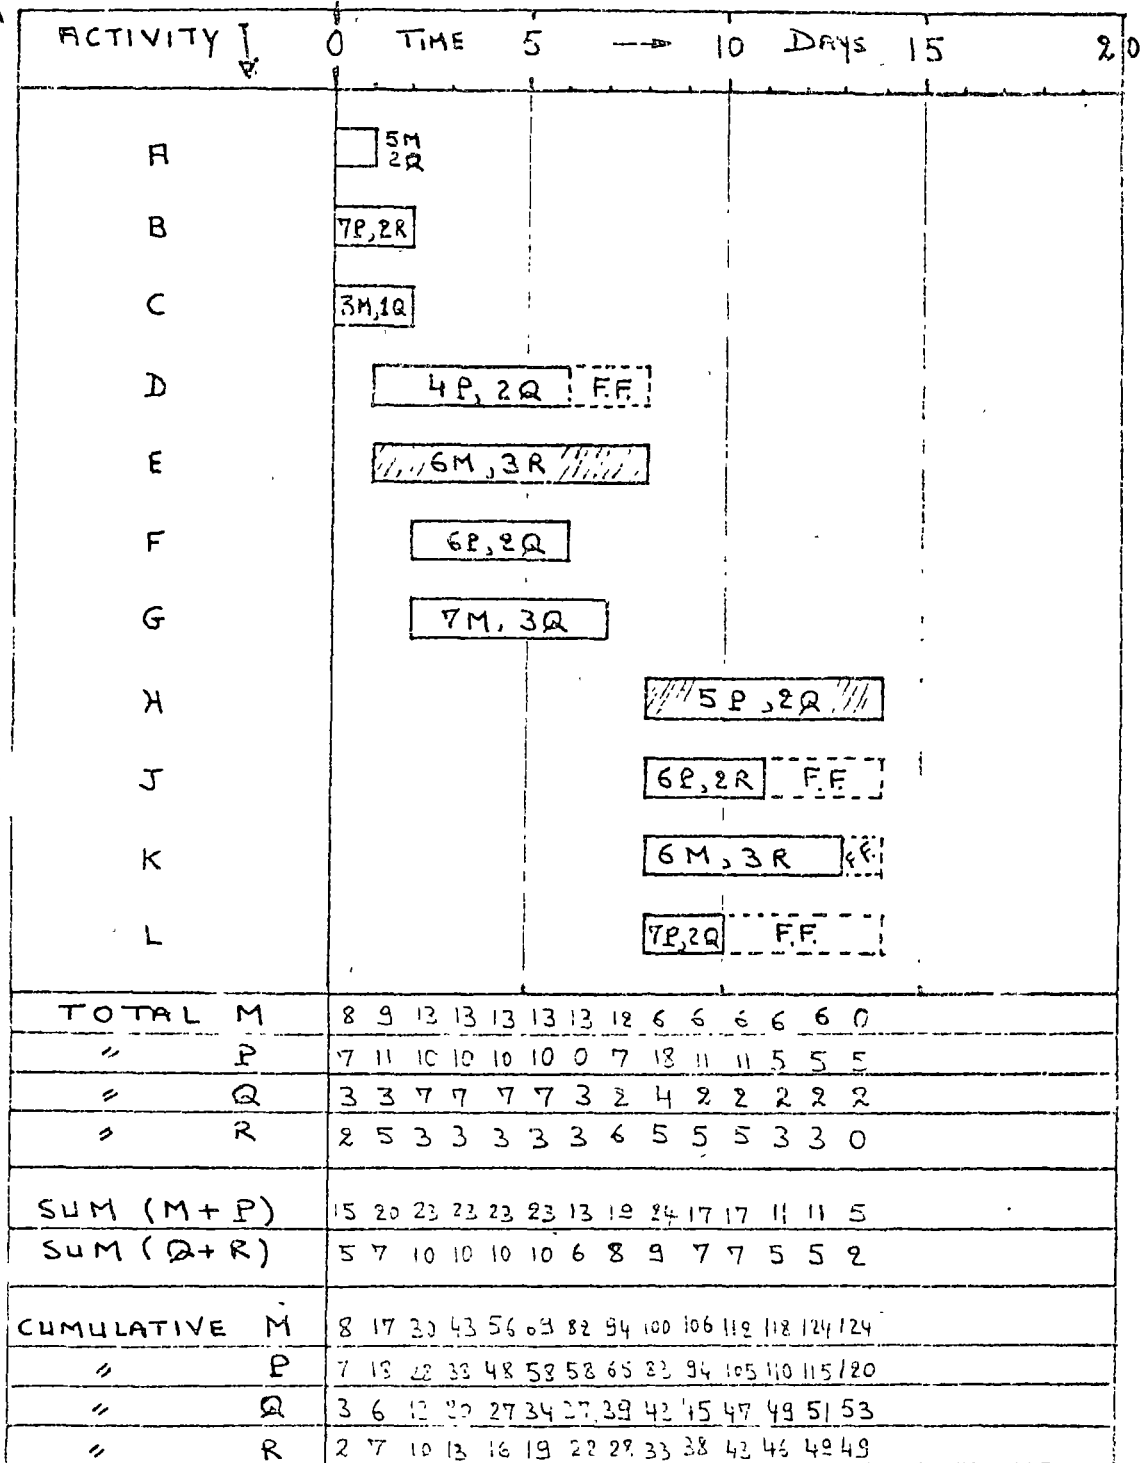 ACTIVITY 0 TIME 5 10 DAYS 15 20
A 5M
2Q
B 7P, 2R
C 3M, 1Q
D 4P, 2Q F.F.
E 6M, 3R
F 6P, 2Q
G 7M, 3Q
H 5P, 2Q
J 6P, 2R F.F.
K 6M, 3R F.F.
L 7P, 2Q F.F.
TOTAL M 8 9 13 13 13 13 13 12 6 6 6 6 6 0
" P 7 11 10 10 10 10 0 7 18 11 11 5 5 5
" Q 3 3 7 7 7 7 3 2 4 2 2 2 2 2
" R 2 5 3 3 3 3 3 6 5 5 5 3 3 0
SUM (M+P) 15 20 23 23 23 23 13 19 24 17 17 11 11 5
SUM (Q+R) 5 7 10 10 10 10 6 8 9 7 7 5 5 2
CUMULATIVE M 8 17 30 43 56 69 82 94 100 106 112 118 124 124
" P 7 18 28 38 48 58 58 65 83 94 105 110 115 120
" Q 3 6 13 20 27 34 37 39 43 45 47 49 51 53
" R 2 7 10 13 16 19 22 28 33 38 43 46 49 49